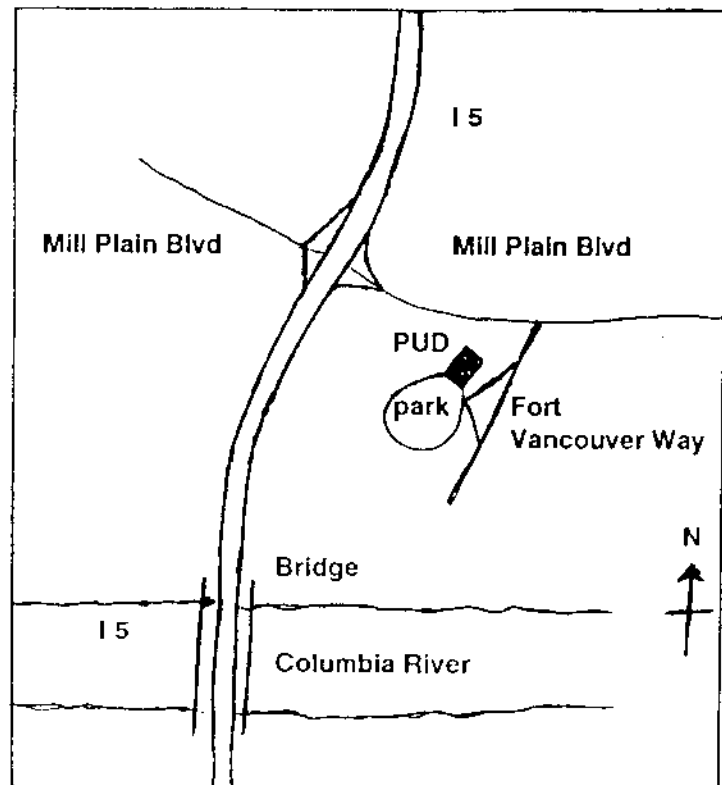 I 5
Mill Plain Blvd
Mill Plain Blvd
PUD
park
Fort
Vancouver Way
N
Bridge
I 5
Columbia River